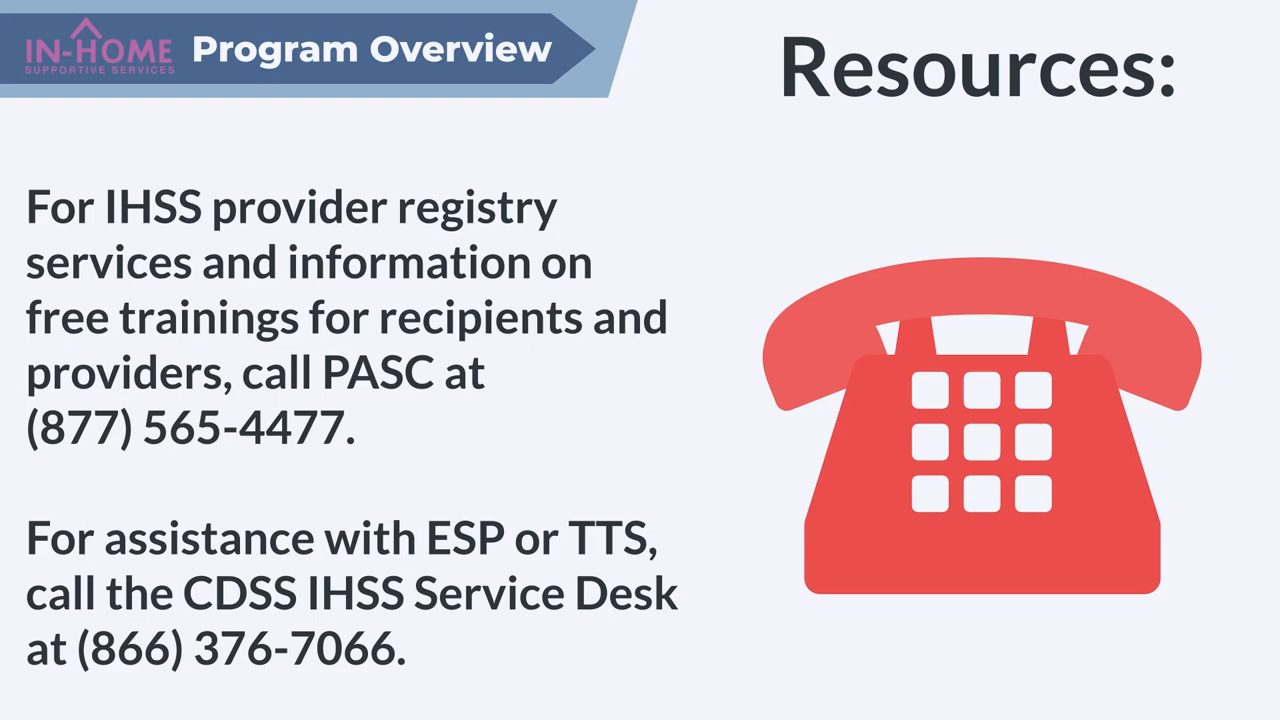 IN-HOME
SUPPORTIVE SERVICES
Program Overview
Resources:
For IHSS provider registry
services and information on
free trainings for recipients and
providers, call PASC at
(877) 565-4477.
For assistance with ESP or TTS,
call the CDSS IHSS Service Desk
at (866) 376-7066.